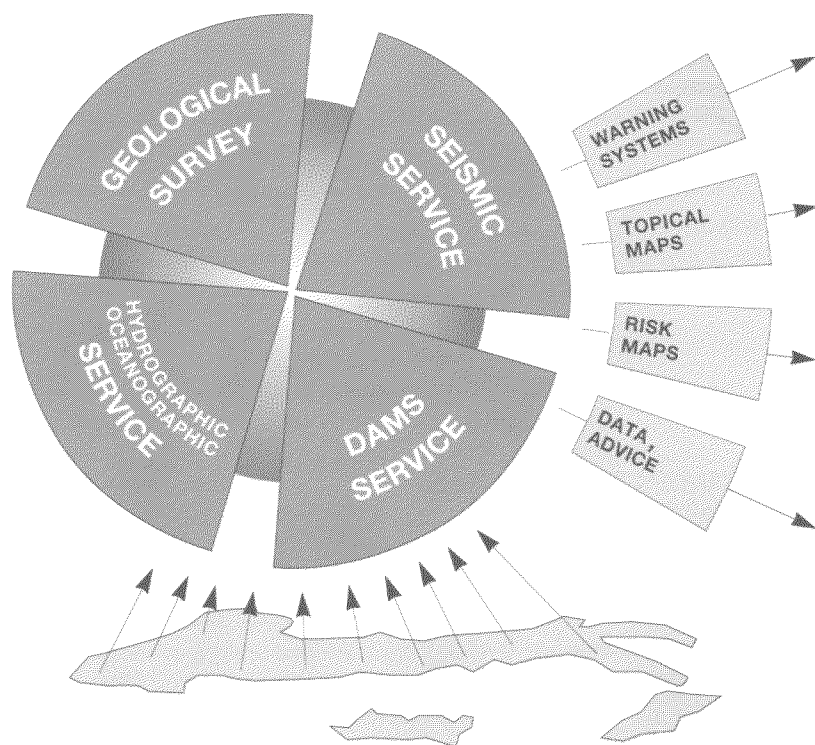 GEOLOGICAL
SURVEY
SEISMIC
SERVICE
HYDROGRAPHIC
OCEANOGRAPHIC
SERVICE
DAMS
SERVICE
WARNING
SYSTEMS
TOPICAL
MAPS
RISK
MAPS
DATA,
ADVICE